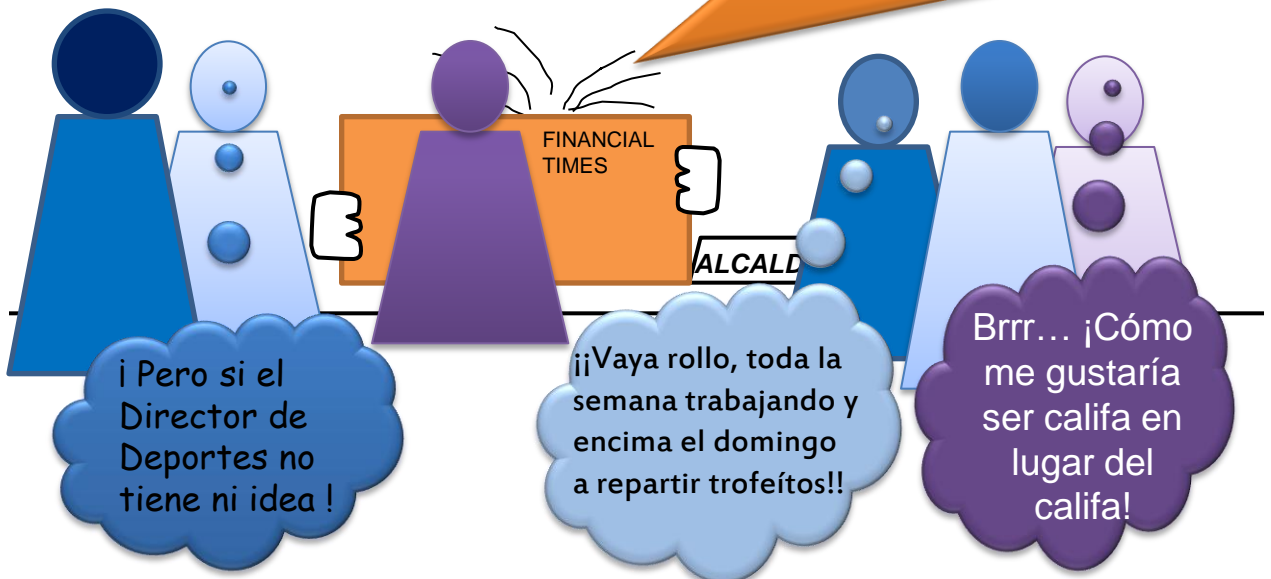 FINANCIAL
TIMES
ALCALD
¡ Pero si el
Director de
Deportes no
tiene ni idea !
¡¡Vaya rollo, toda la
semana trabajando y
encima el domingo
a repartir trofeítos!!
Brrr… ¡Cómo
me gustaría
ser califa en
lugar del
califa!